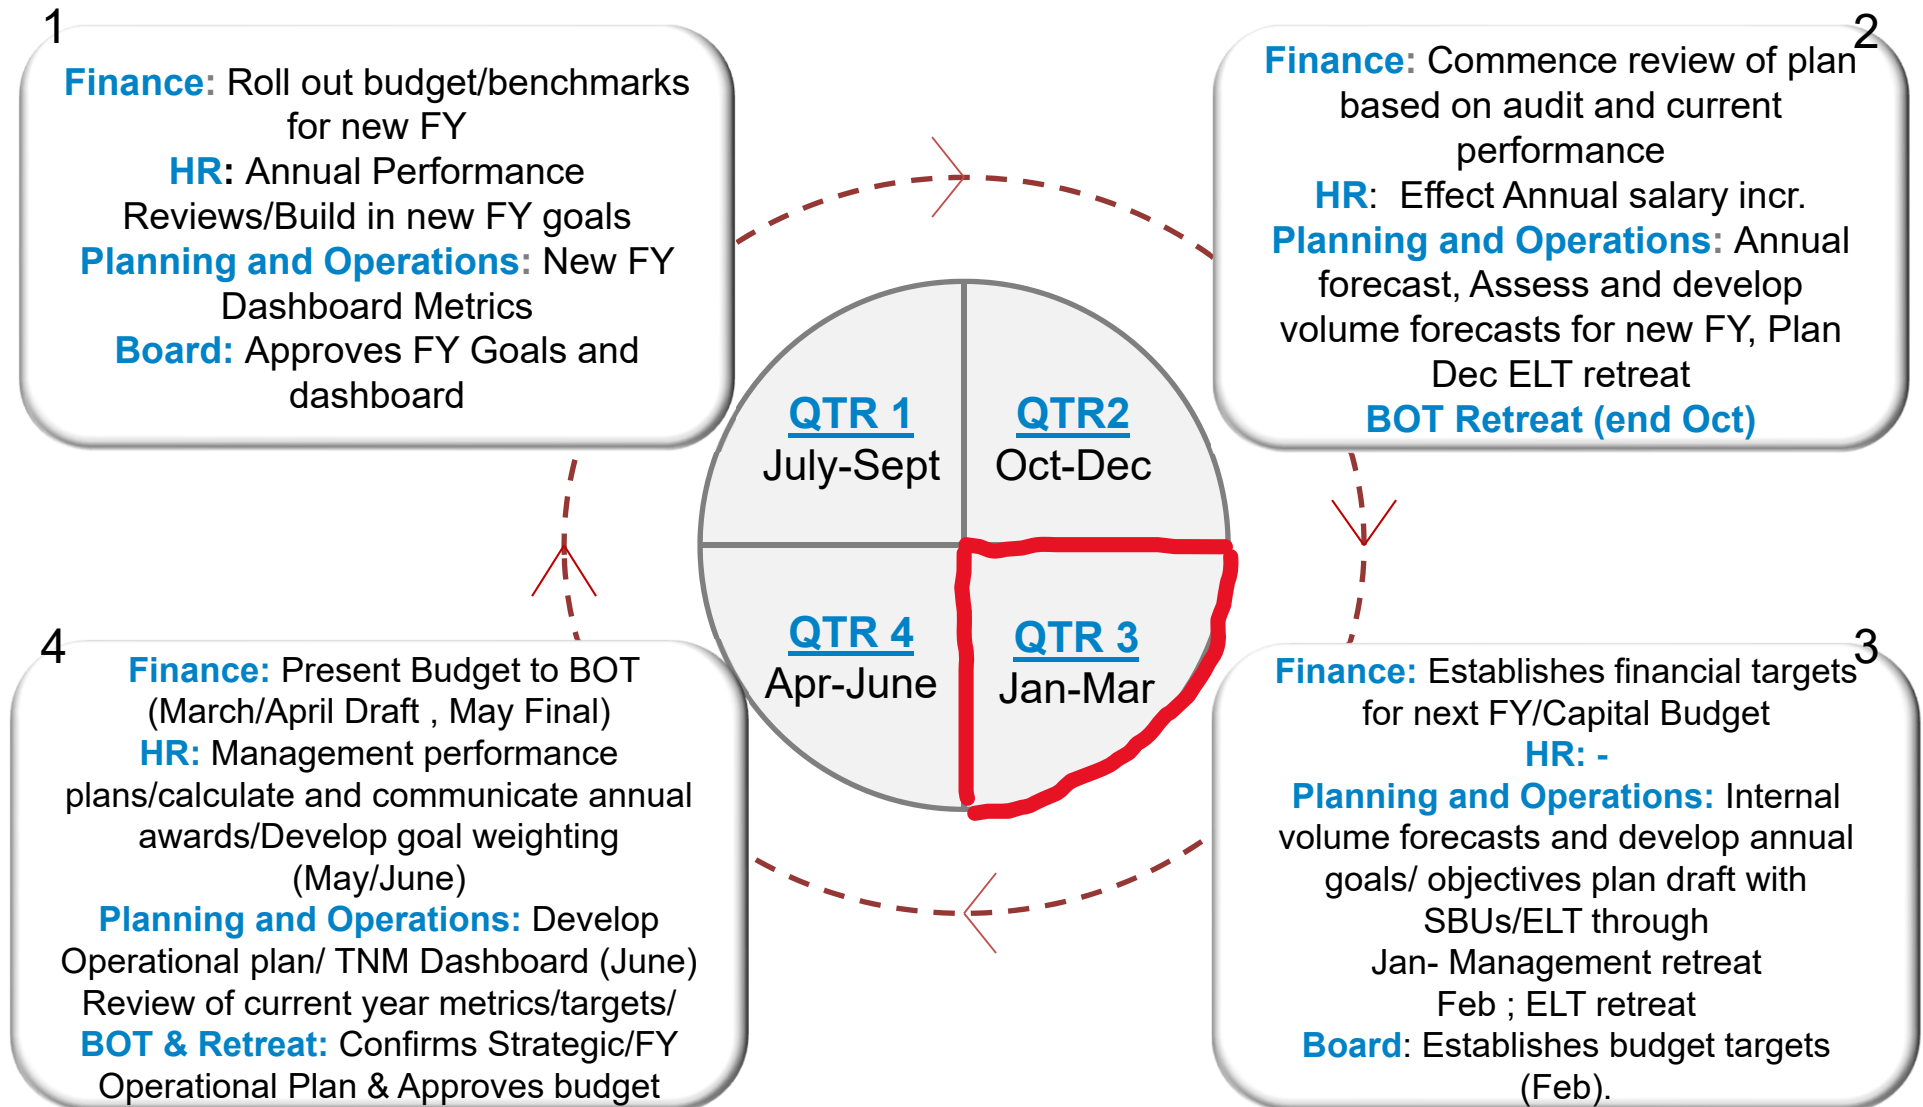 1
Finance: Roll out budget/benchmarks
for new FY
HR: Annual Performance
Reviews/Build in new FY goals
Planning and Operations: New FY
Dashboard Metrics
Board: Approves FY Goals and
dashboard
2
Finance: Commence review of plan
based on audit and current
performance
HR: Effect Annual salary incr.
Planning and Operations: Annual
forecast, Assess and develop
volume forecasts for new FY, Plan
Dec ELT retreat
BOT Retreat (end Oct)
QTR 1
July-Sept
QTR2
Oct-Dec
QTR 4
Apr-June
QTR 3
Jan-Mar
4
Finance: Present Budget to BOT
(March/April Draft , May Final)
HR: Management performance
plans/calculate and communicate annual
awards/Develop goal weighting
(May/June)
Planning and Operations: Develop
Operational plan/ TNM Dashboard (June)
Review of current year metrics/targets/
BOT & Retreat: Confirms Strategic/FY
Operational Plan & Approves budget
3
Finance: Establishes financial targets
for next FY/Capital Budget
HR: -
Planning and Operations: Internal
volume forecasts and develop annual
goals/ objectives plan draft with
SBUs/ELT through
Jan- Management retreat
Feb ; ELT retreat
Board: Establishes budget targets
(Feb).